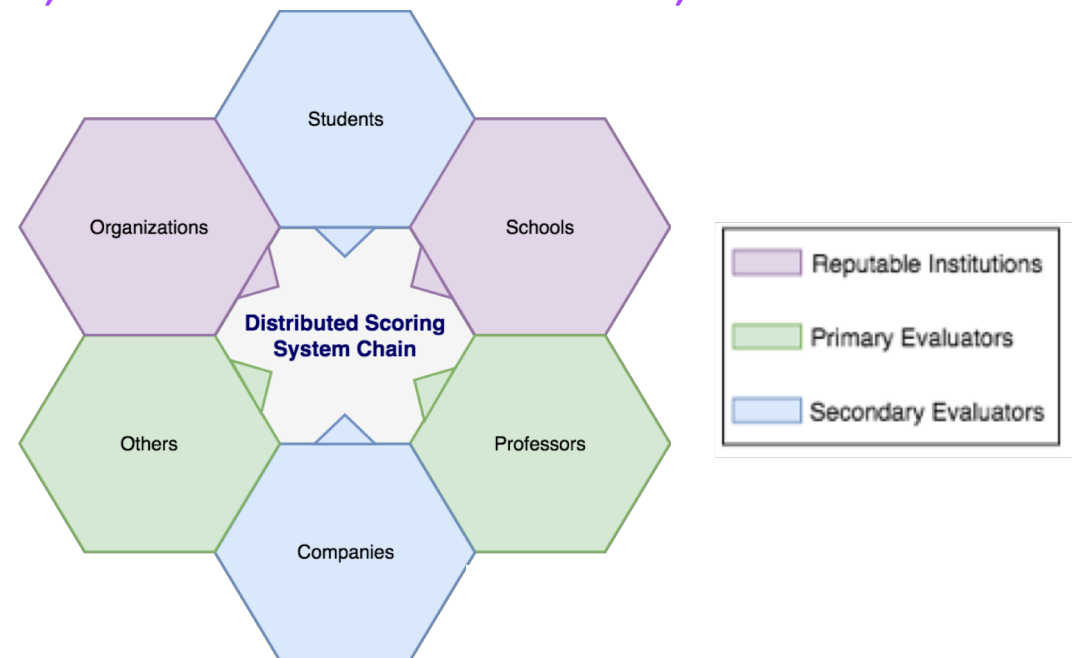 Students
Organizations
Schools
Distributed Scoring
System Chain
Others
Professors
Companies
Reputable Institutions
Primary Evaluators
Secondary Evaluators